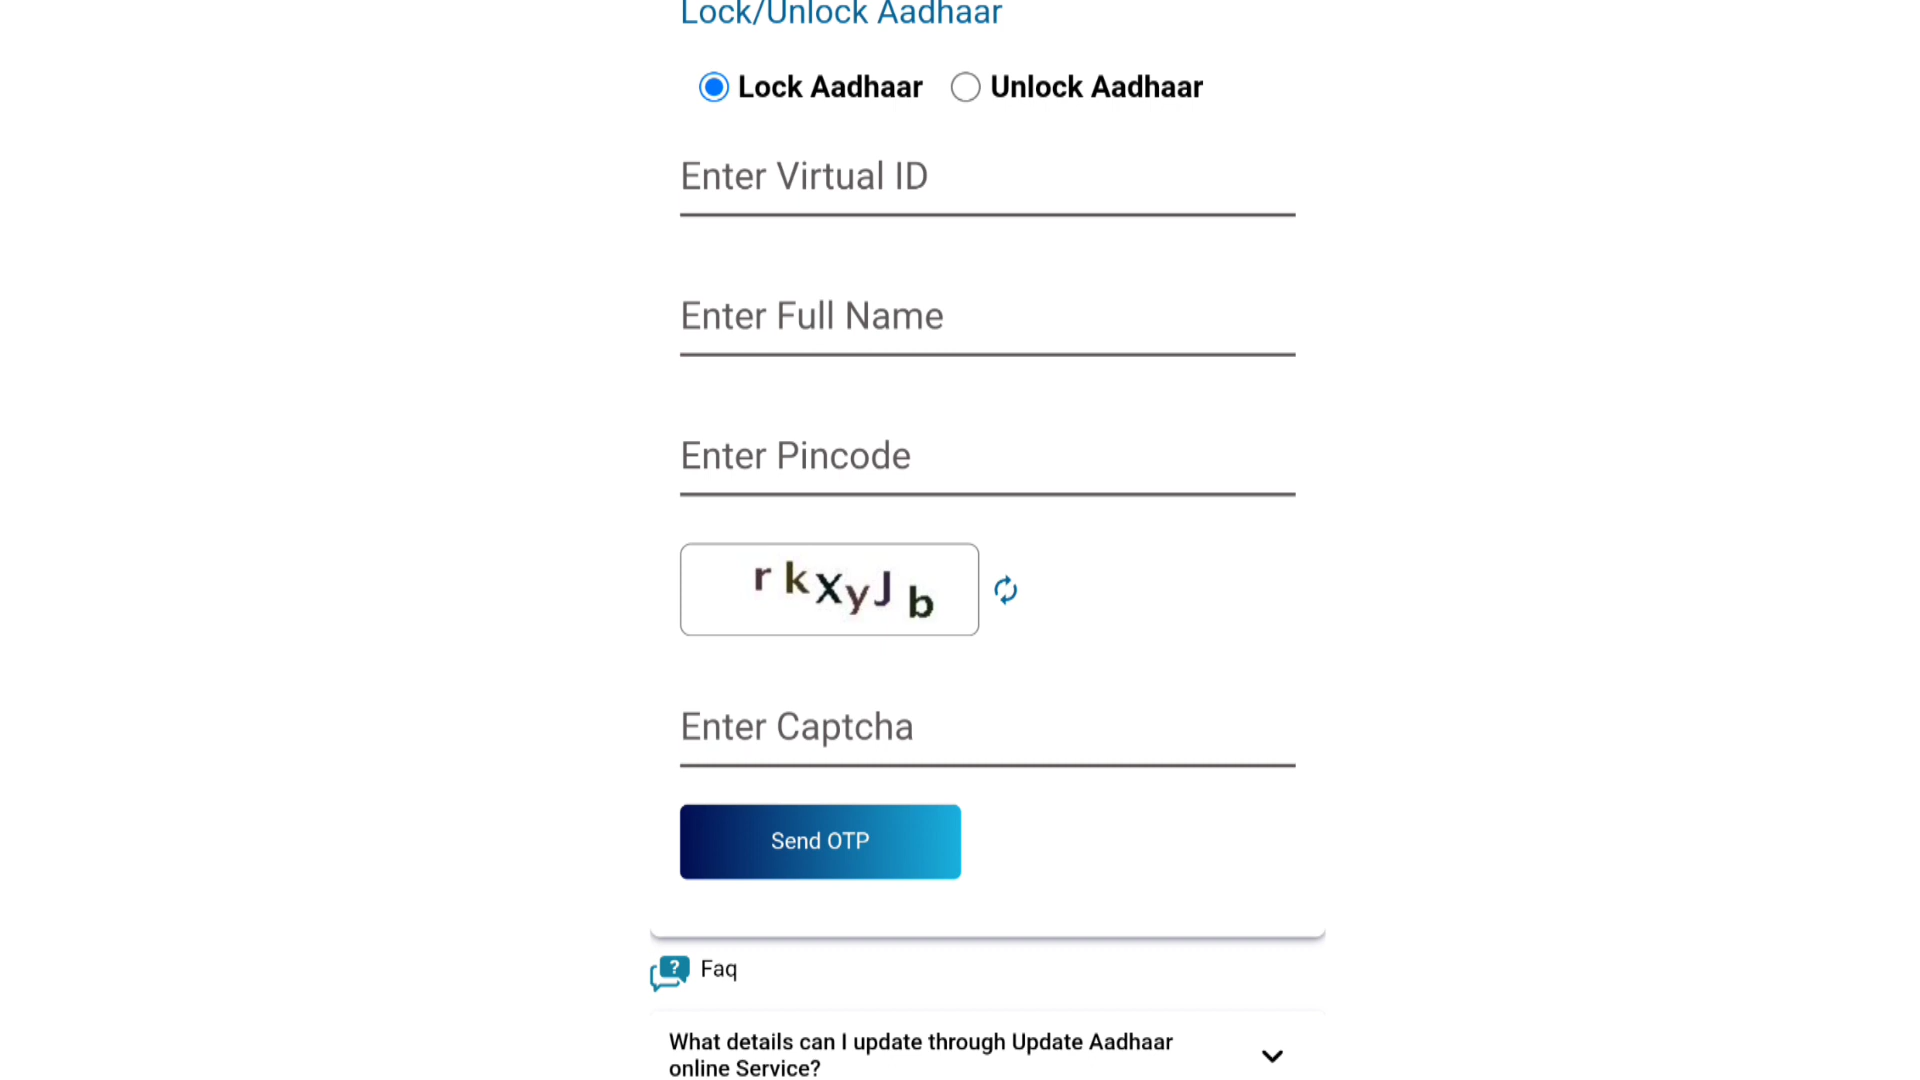 Lock/Unlock Aadhaar
Lock Aadhaar Unlock Aadhaar
Enter Virtual ID
Enter Full Name
Enter Pincode
rkXyJb
Enter Captcha
Send OTP
Faq
What details can I update through Update Aadhaar
online Service?